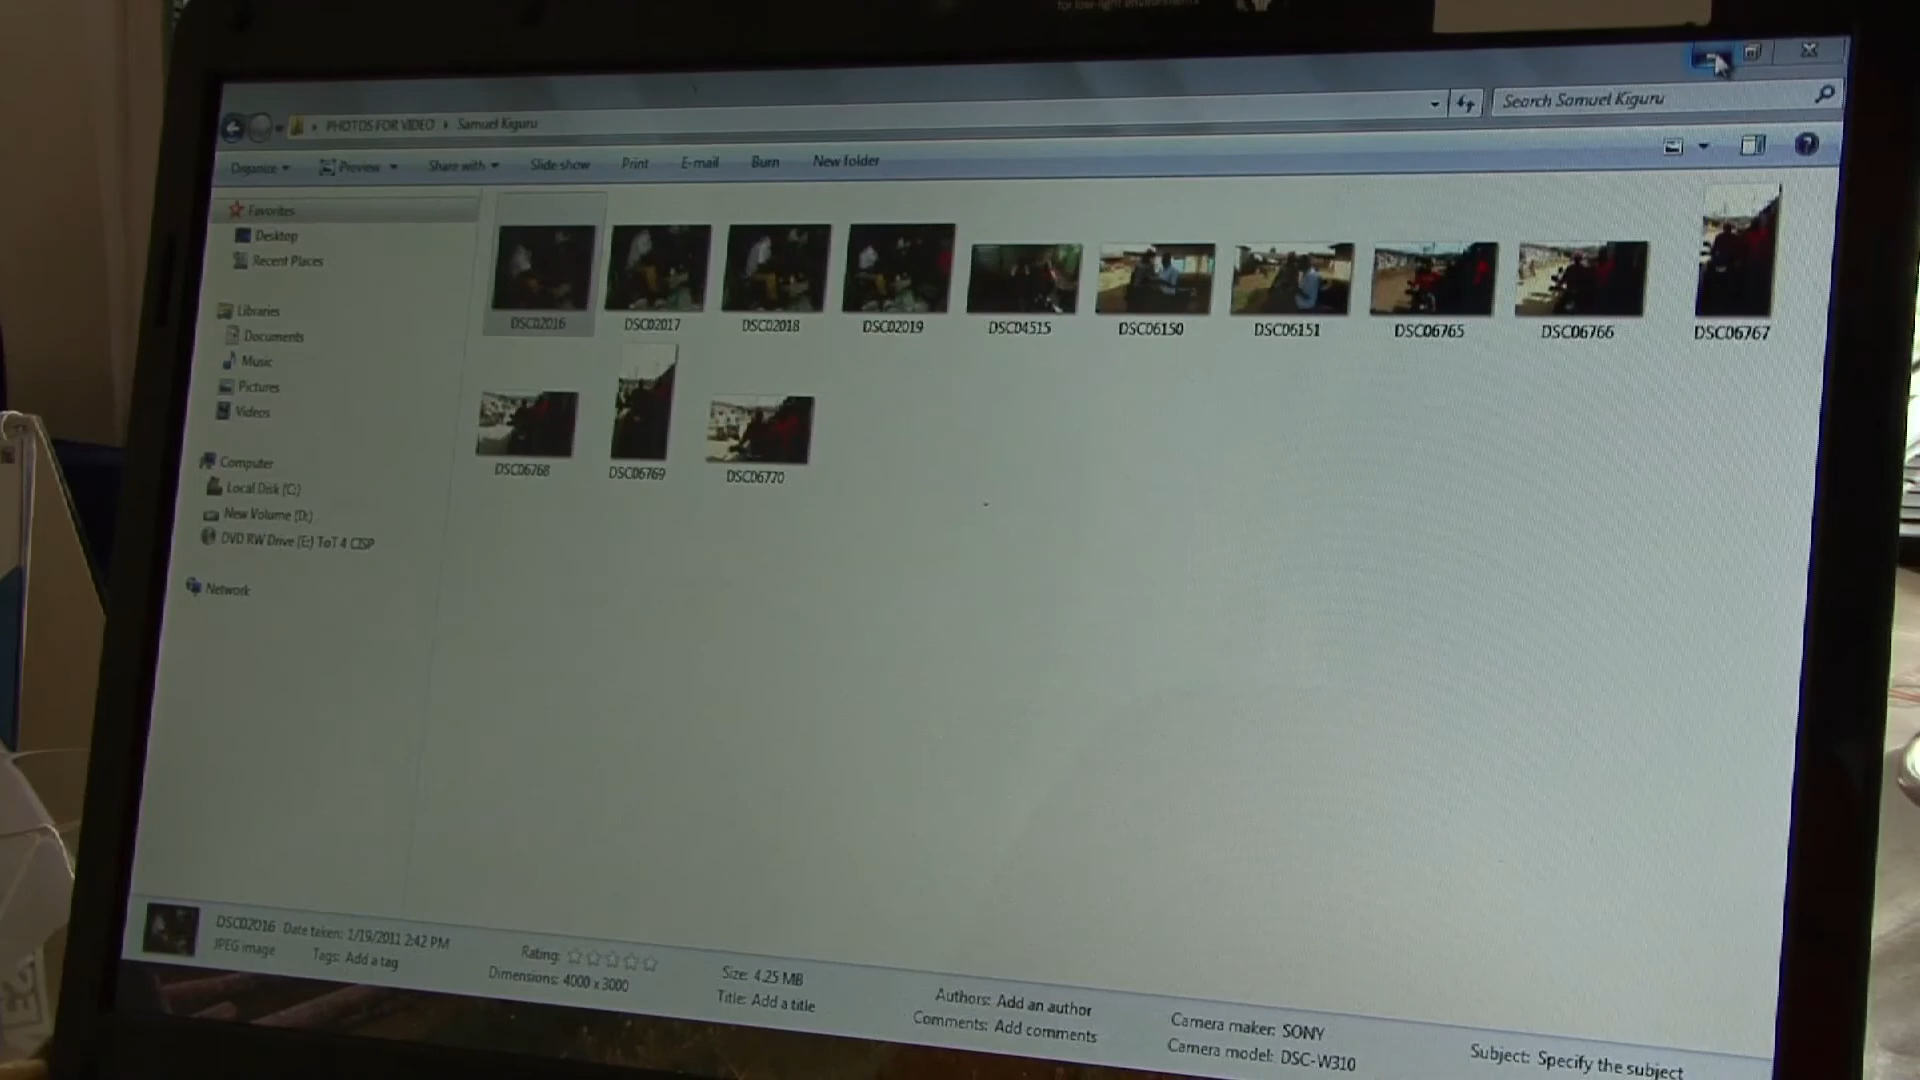 for low-light environments
Search Samuel Kiguru
PHOTOS FOR VIDEO Samuel Kiguru
Organize Preview Share with Slide show Print E-mail Burn New folder
Favorites
Desktop
Recent Places
Libraries
Documents
Music
Pictures
Videos
Computer
Local Disk (C:)
New Volume (D:)
DVD RW Drive (E:) ToT 4 CISP
Network
DSC02016 DSC02017 DSC02018 DSC02019 DSC04515 DSC06150 DSC06151 DSC06765 DSC06766 DSC06767
DSC06768 DSC06769 DSC06770
DSC02016 Date taken: 1/19/2011 2:42 PM Rating: Size: 4.25 MB Authors: Add an author Camera maker: SONY Subject: Specify the subject
JPEG image Tags: Add a tag Dimensions: 4000 x 3000 Title: Add a title Comments: Add comments Camera model: DSC-W310